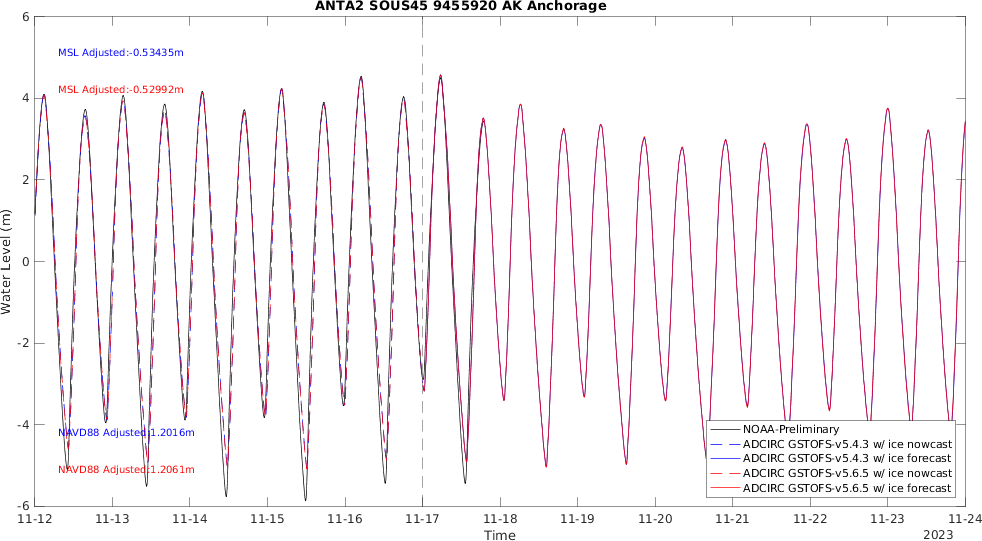 ANTA2 SOUS45 9455920 AK Anchorage
6
4
2
0
-2
-4
-6
Water Level (m)
MSL Adjusted:-0.53435m
MSL Adjusted:-0.52992m
NAVD88 Adjusted:1.2016m
NAVD88 Adjusted:1.2061m
NOAA-Preliminary
ADCIRC GSTOFS-v5.4.3 w/ ice nowcast
ADCIRC GSTOFS-v5.4.3 w/ ice forecast
ADCIRC GSTOFS-v5.6.5 w/ ice nowcast
ADCIRC GSTOFS-v5.6.5 w/ ice forecast
11-12 11-13 11-14 11-15 11-16 11-17 11-18 11-19 11-20 11-21 11-22 11-23 11-24
Time
2023